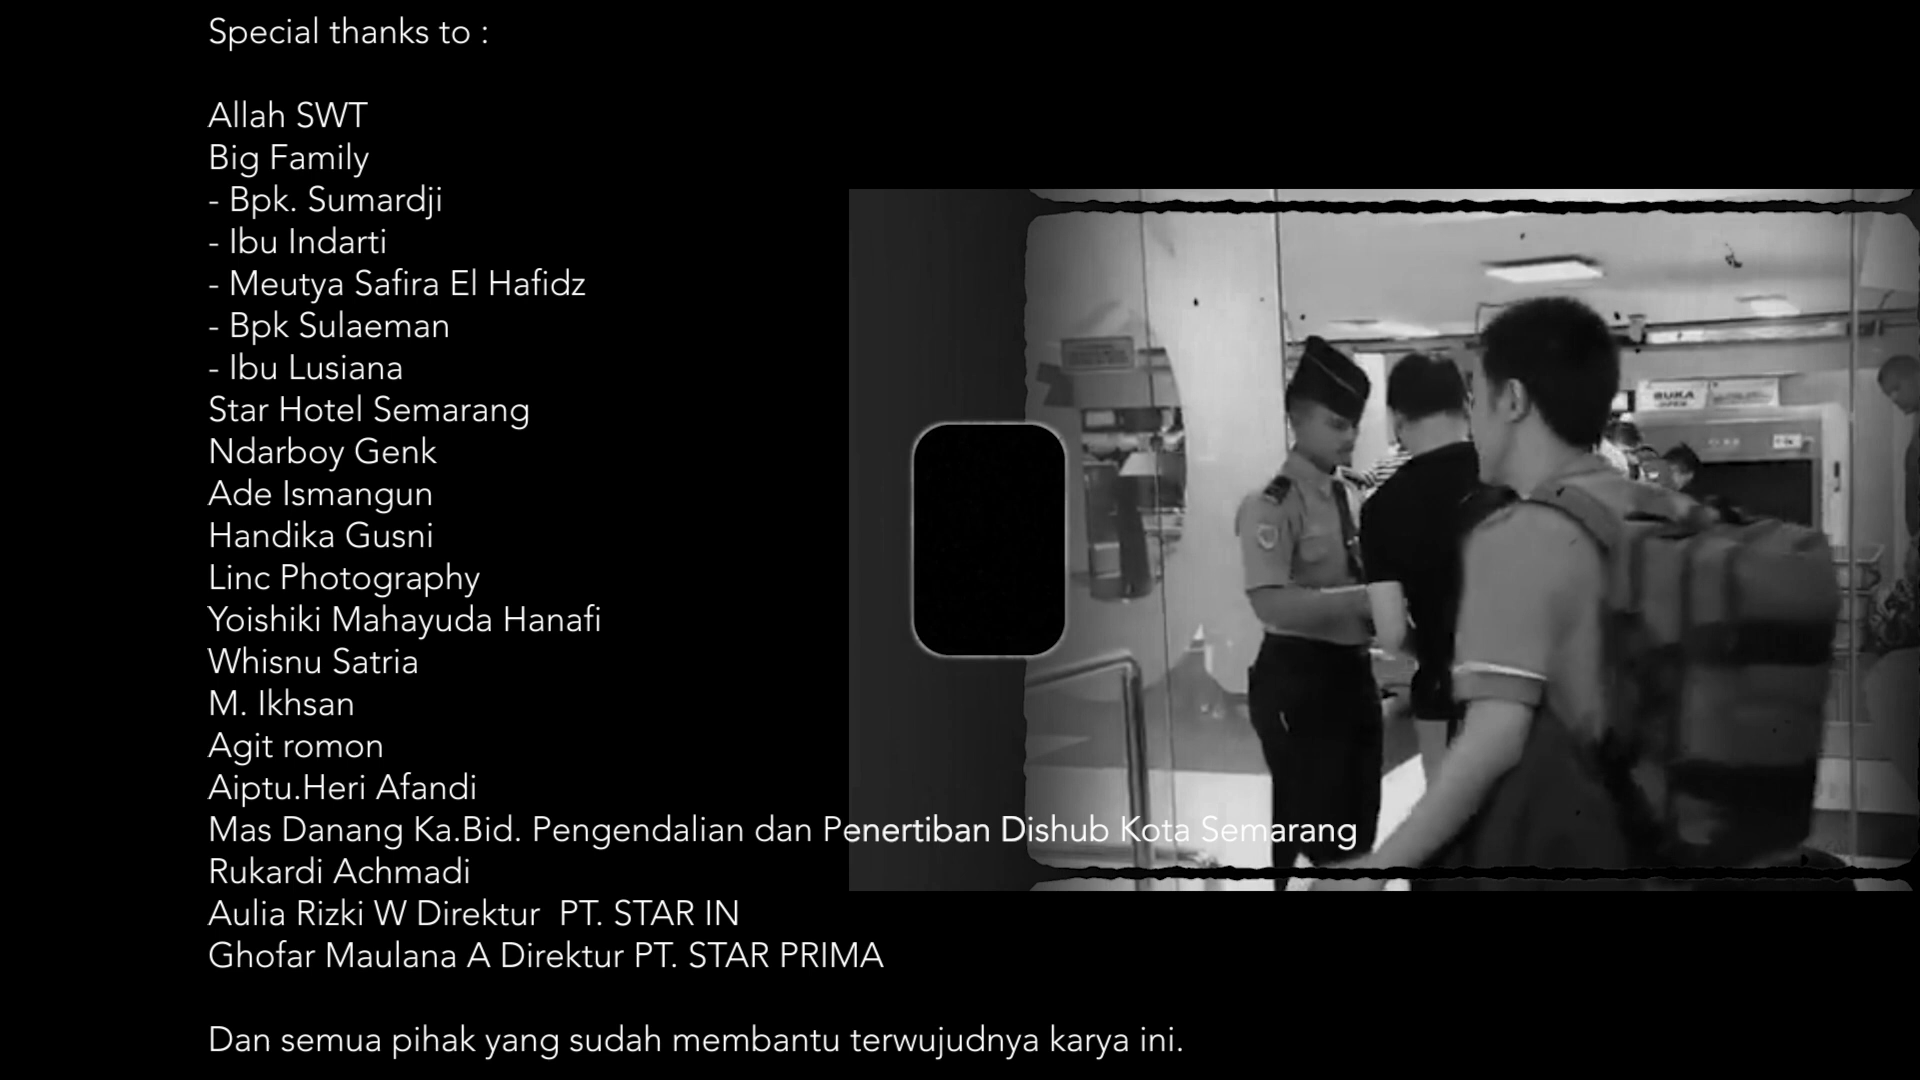 Special thanks to :
Allah SWT
Big Family
- Bpk. Sumardji
- Ibu Indarti
- Meutya Safira El Hafidz
- Bpk Sulaeman
- Ibu Lusiana
Star Hotel Semarang
Ndarboy Genk
Ade Ismangun
Handika Gusni
Linc Photography
Yoishiki Mahayuda Hanafi
Whisnu Satria
M. Ikhsan
Agit romon
Aiptu.Heri Afandi
Mas Danang Ka.Bid. Pengendalian dan Penertiban Dishub Kota Semarang
Rukardi Achmadi
Aulia Rizki W Direktur  PT. STAR IN
Ghofar Maulana A Direktur PT. STAR PRIMA
Dan semua pihak yang sudah membantu terwujudnya karya ini.
BUKA